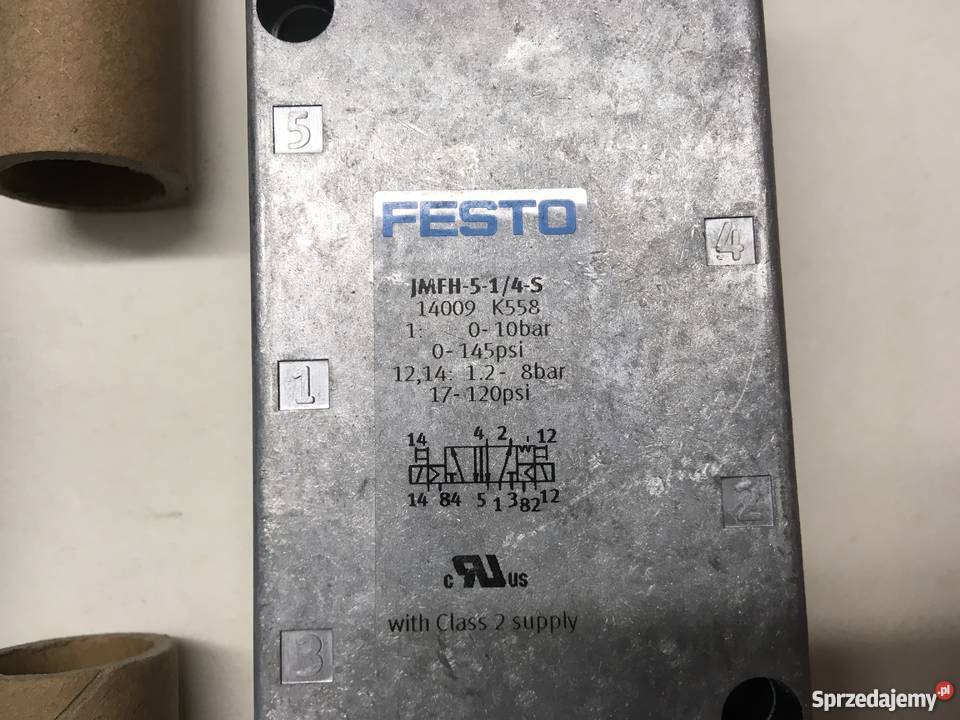 5
FESTO
4
JMFH-5-1/4-S
14009 K558
1: 0-10bar
0-145psi
1
12,14: 1.2- 8bar
17-120psi
14 4 2 12
14 84 5 1 3 82 12
2
c RU US
with Class 2 supply
3
Sprzedajemy.pl